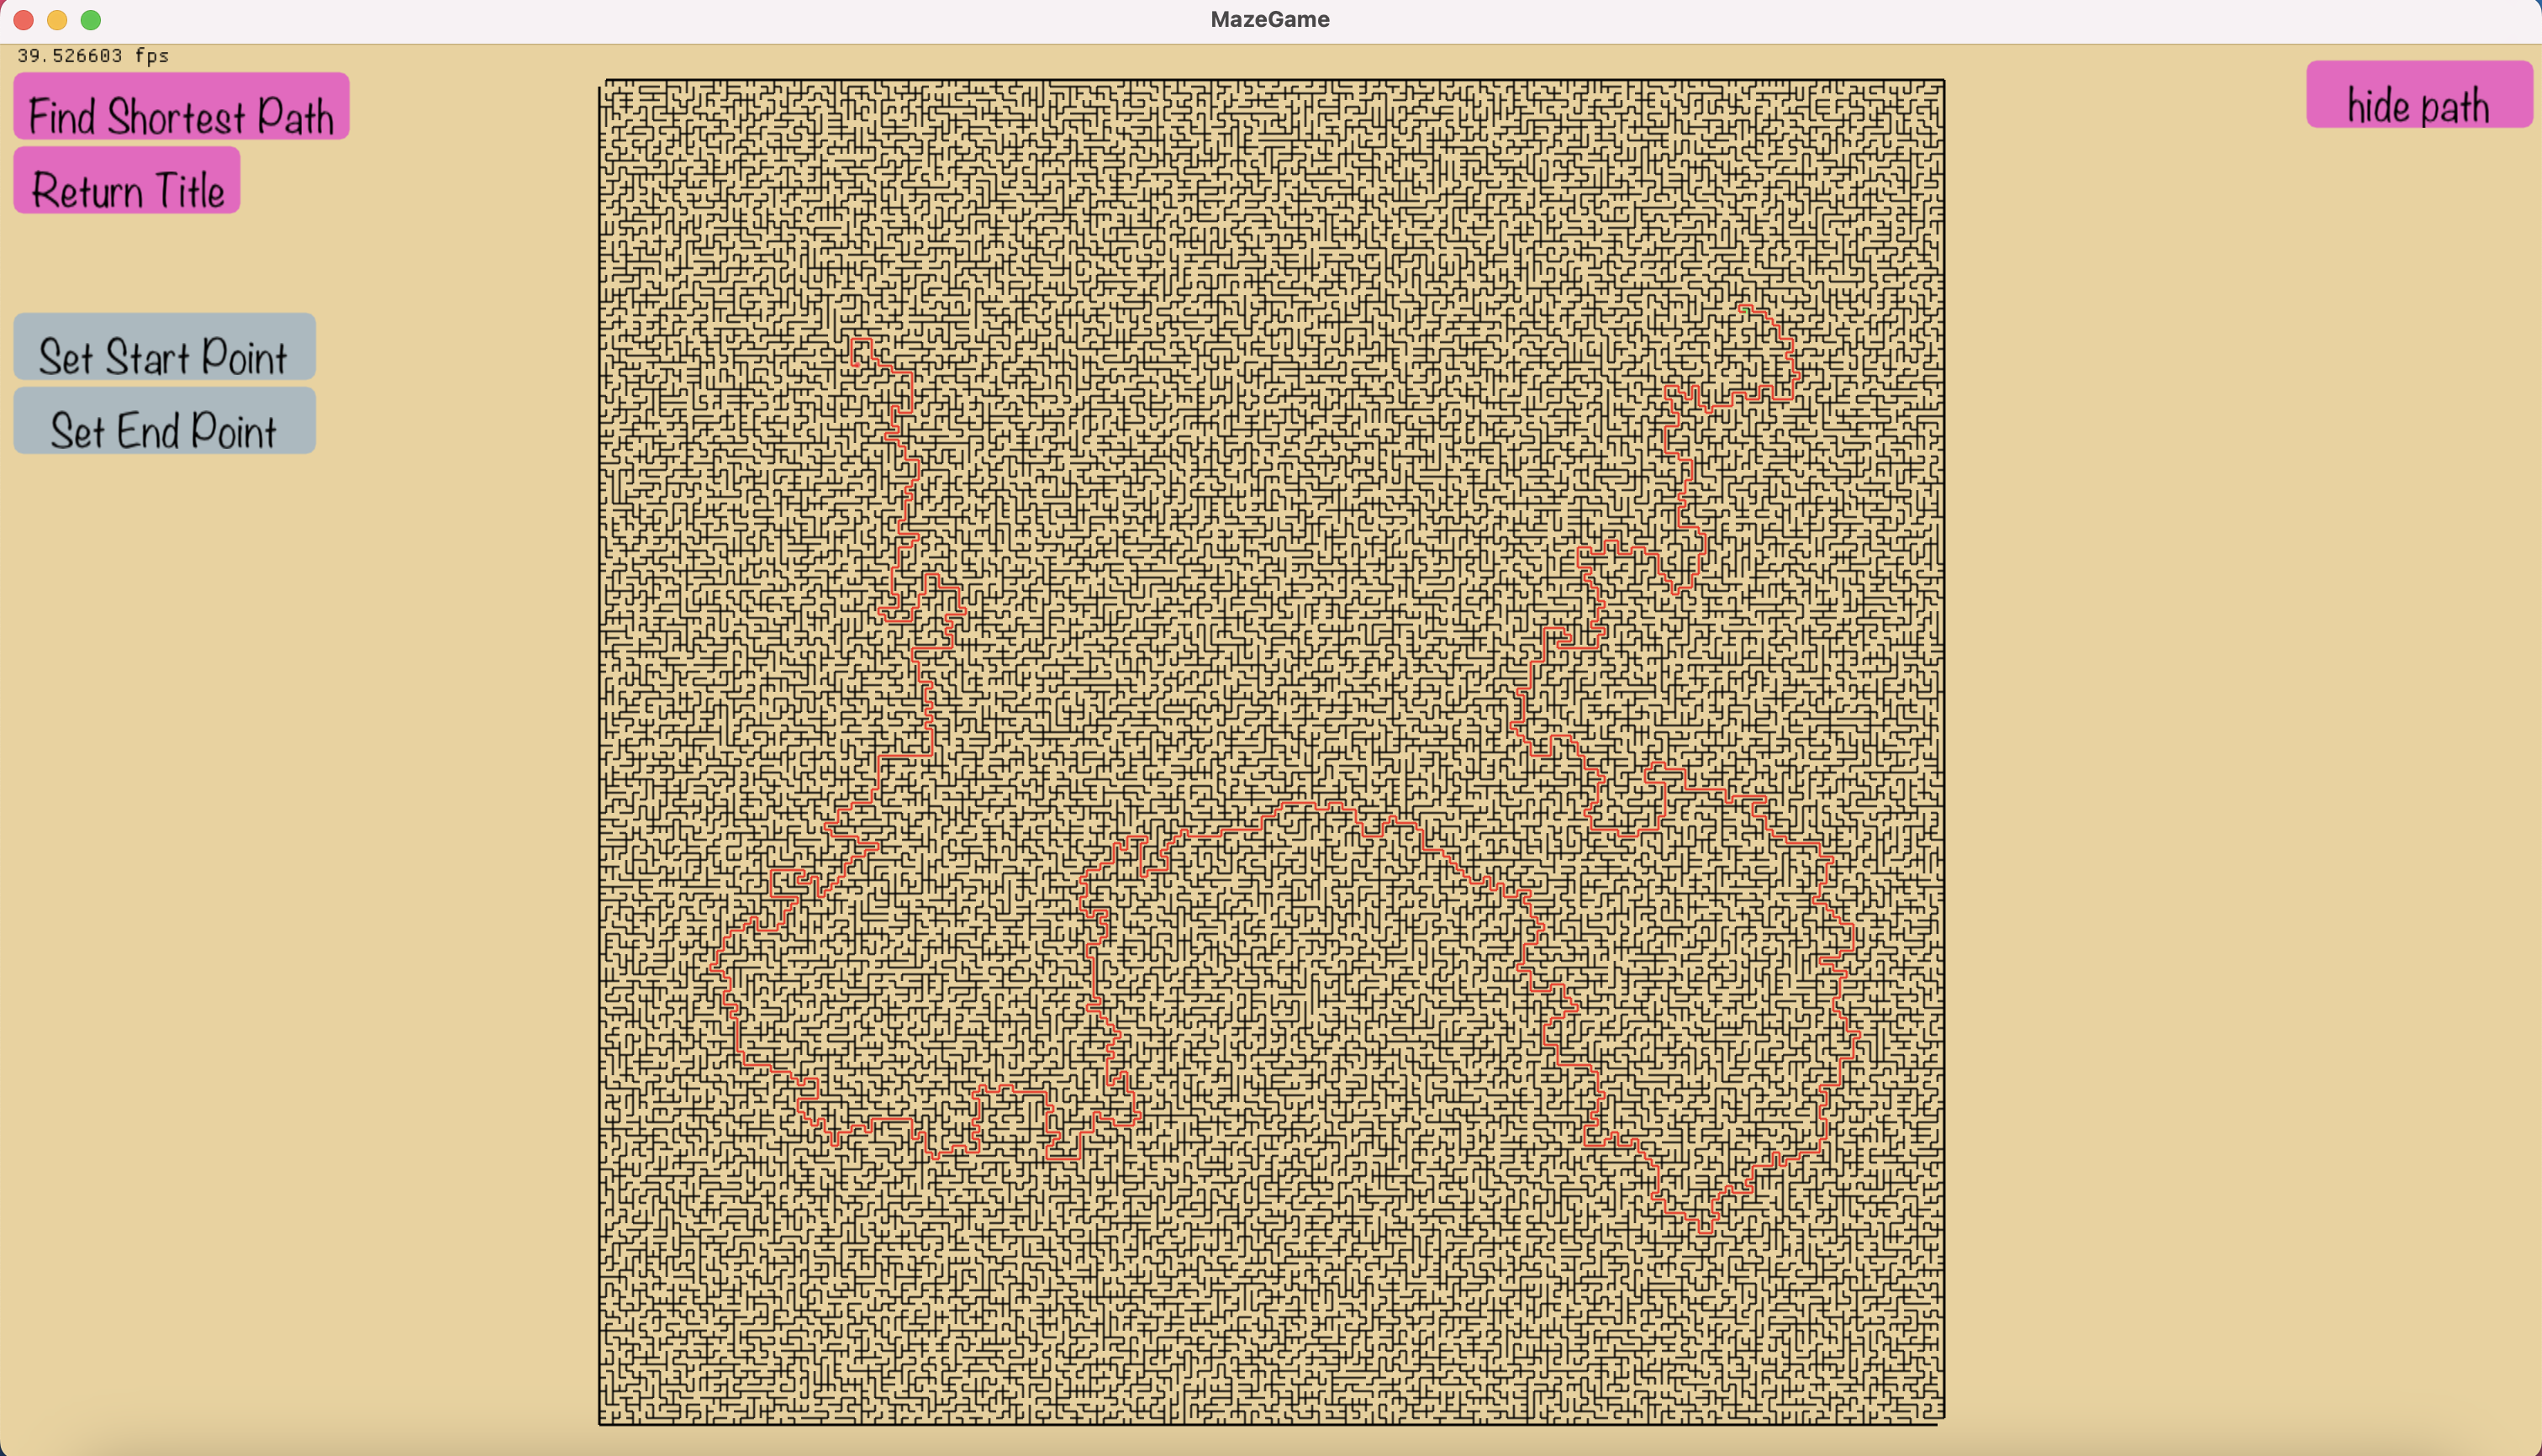 MazeGame
39.526603 fps
Find Shortest Path
hide path
Return Title
Set Start Point
Set End Point